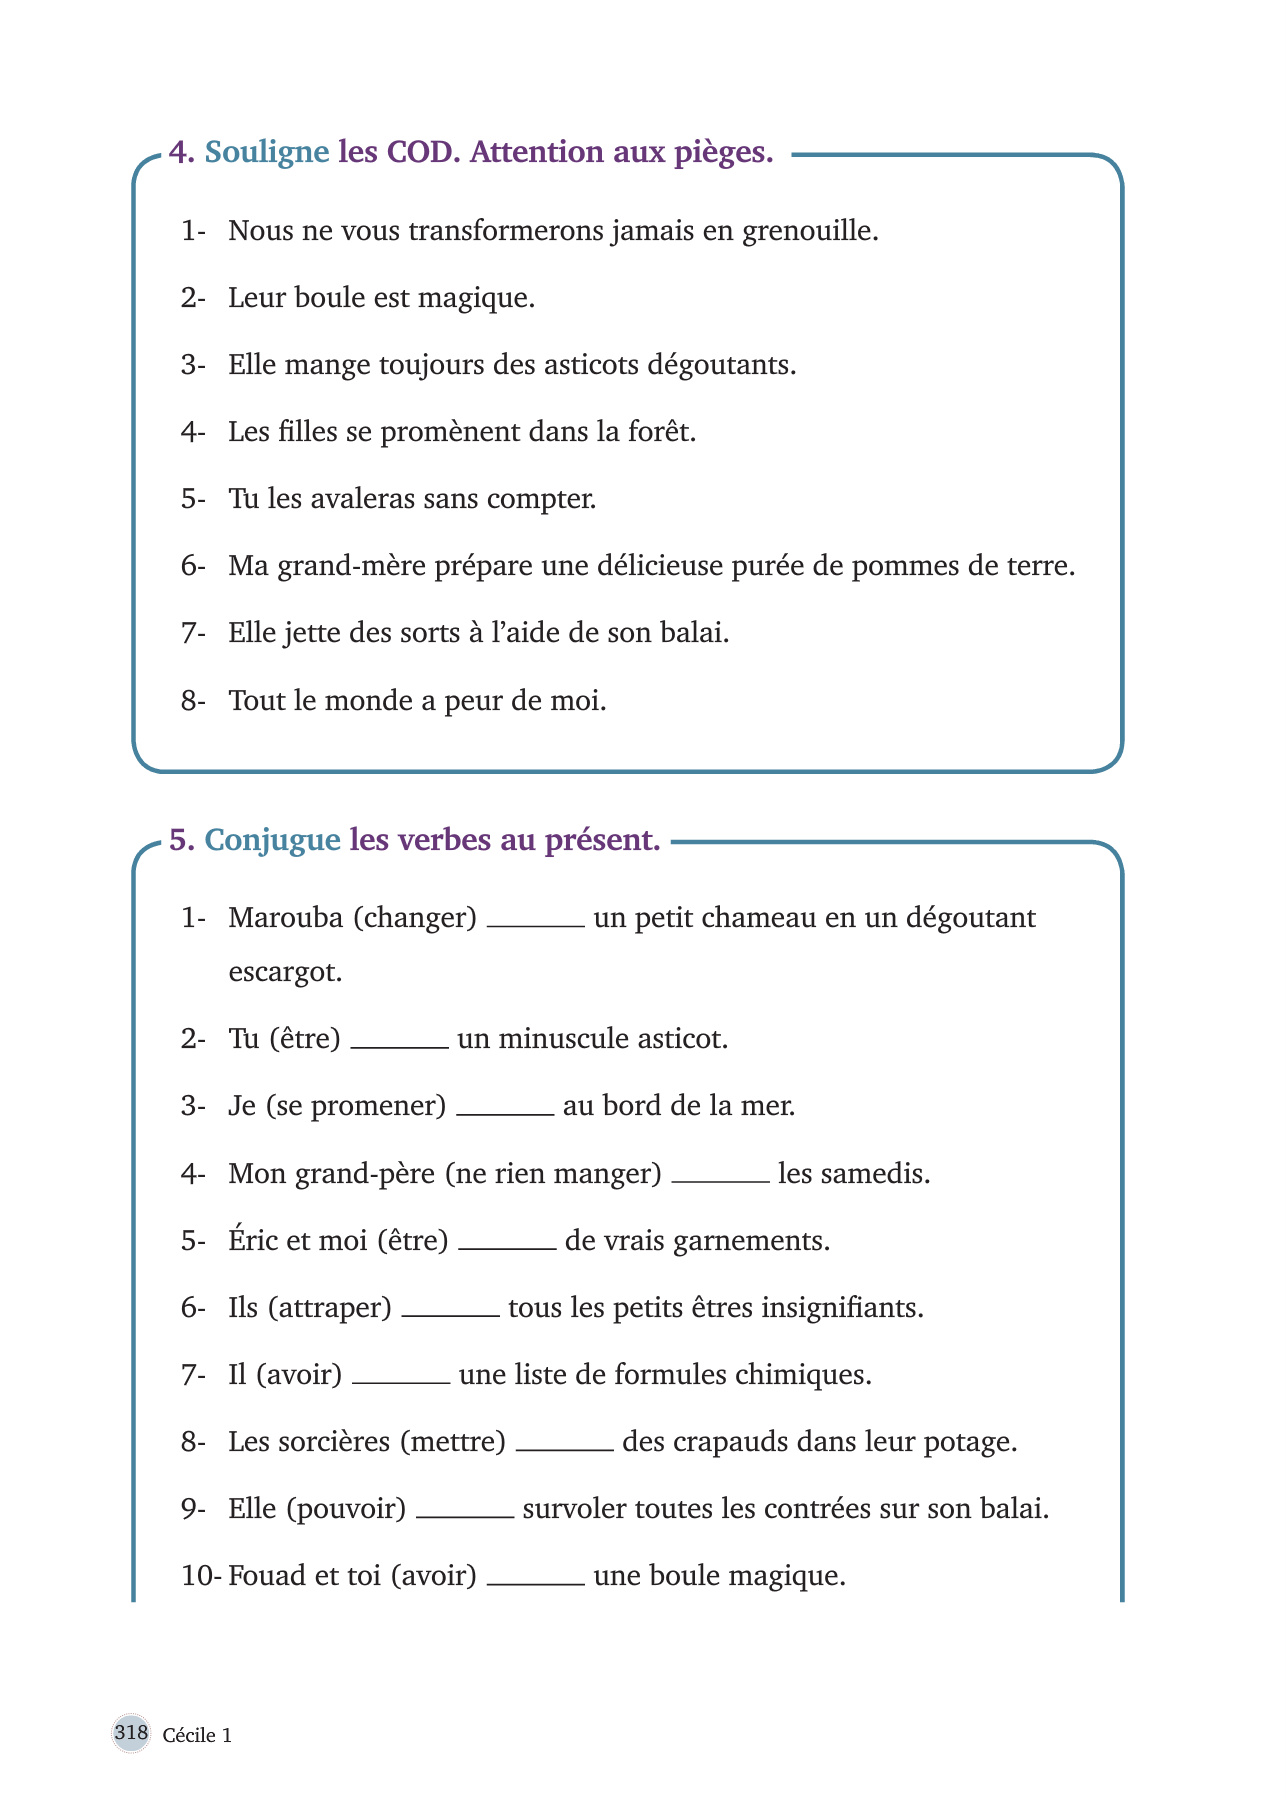 4. Souligne les COD. Attention aux pièges.
1- Nous ne vous transformerons jamais en grenouille.
2- Leur boule est magique.
3- Elle mange toujours des asticots dégoutants.
4- Les filles se promènent dans la forêt.
5- Tu les avaleras sans compter.
6- Ma grand-mère prépare une délicieuse purée de pommes de terre.
7- Elle jette des sorts à l’aide de son balai.
8- Tout le monde a peur de moi.
5. Conjugue les verbes au présent.
1- Marouba (changer) _______ un petit chameau en un dégoutant
escargot.
2- Tu (être) _______ un minuscule asticot.
3- Je (se promener) _______ au bord de la mer.
4- Mon grand-père (ne rien manger) _______ les samedis.
5- Éric et moi (être) _______ de vrais garnements.
6- Ils (attraper) _______ tous les petits êtres insignifiants.
7- Il (avoir) _______ une liste de formules chimiques.
8- Les sorcières (mettre) _______ des crapauds dans leur potage.
9- Elle (pouvoir) _______ survoler toutes les contrées sur son balai.
10- Fouad et toi (avoir) _______ une boule magique.
318 Cécile 1